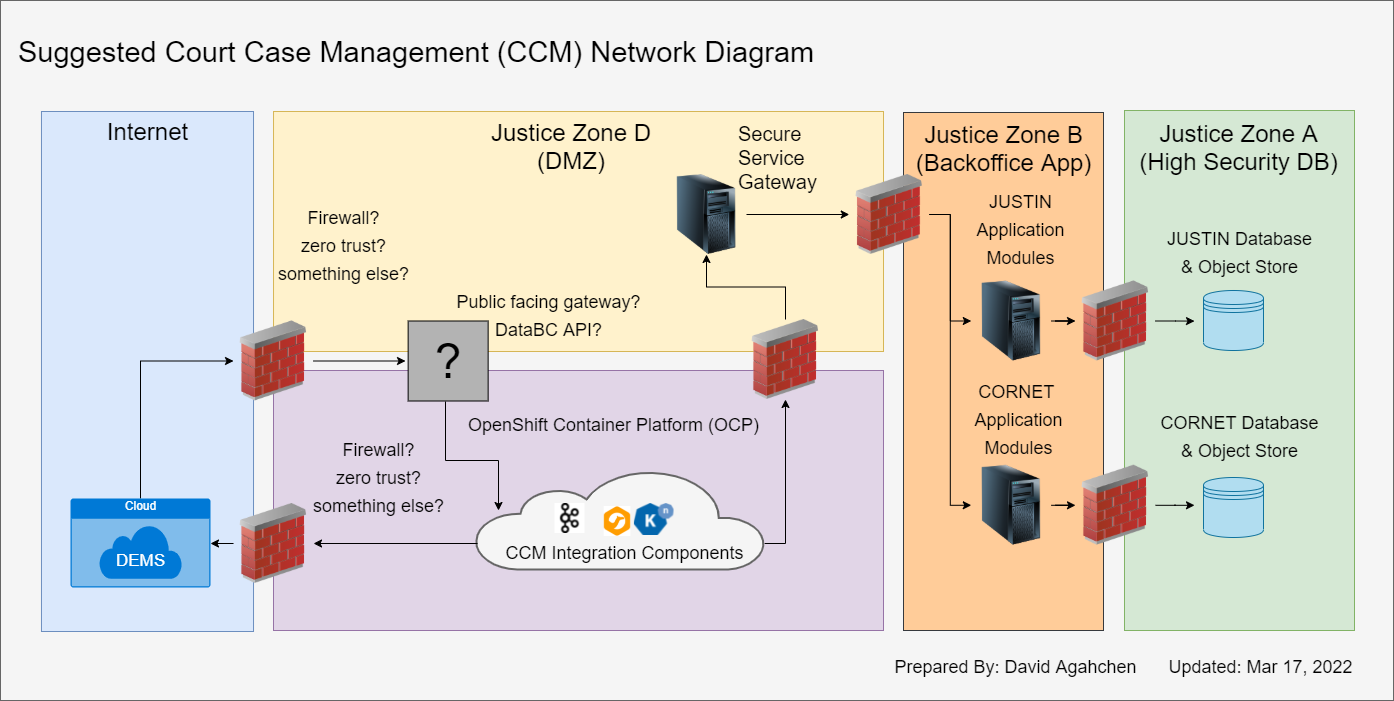 Suggested Court Case Management (CCM) Network Diagram
Internet
Justice Zone D
(DMZ)
Secure
Service
Gateway
Justice Zone B
(Backoffice App)
Justice Zone A
(High Security DB)
Firewall?
zero trust?
something else?
Public facing gateway?
DataBC API?
?
JUSTIN
Application
Modules
JUSTIN Database
& Object Store
OpenShift Container Platform (OCP)
Firewall?
zero trust?
something else?
CORNET
Application
Modules
CORNET Database
& Object Store
Cloud
DEMS
K
n
CCM Integration Components
Prepared By: David Agahchen
Updated: Mar 17, 2022